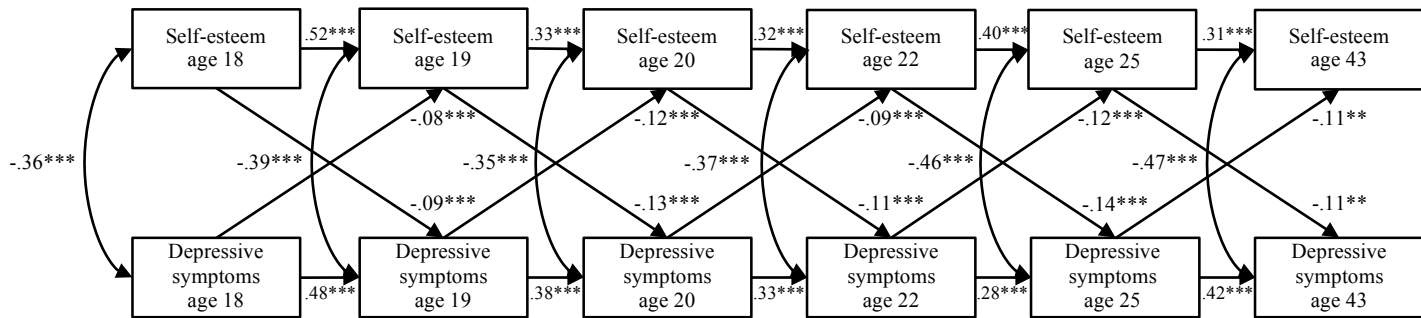 Self-esteem
age 18
.52***
Self-esteem
age 19
.33***
Self-esteem
age 20
.32***
Self-esteem
age 22
.40***
Self-esteem
age 25
.31***
Self-esteem
age 43
-.08***
-.12***
-.09***
-.12***
-.11**
-.36***
-.39***
-.35***
-.37***
-.46***
-.47***
-.09***
-.13***
-.11***
-.14***
-.11**
Depressive
symptoms
age 18
.48***
Depressive
symptoms
age 19
.38***
Depressive
symptoms
age 20
.33***
Depressive
symptoms
age 22
.28***
Depressive
symptoms
age 25
.42***
Depressive
symptoms
age 43